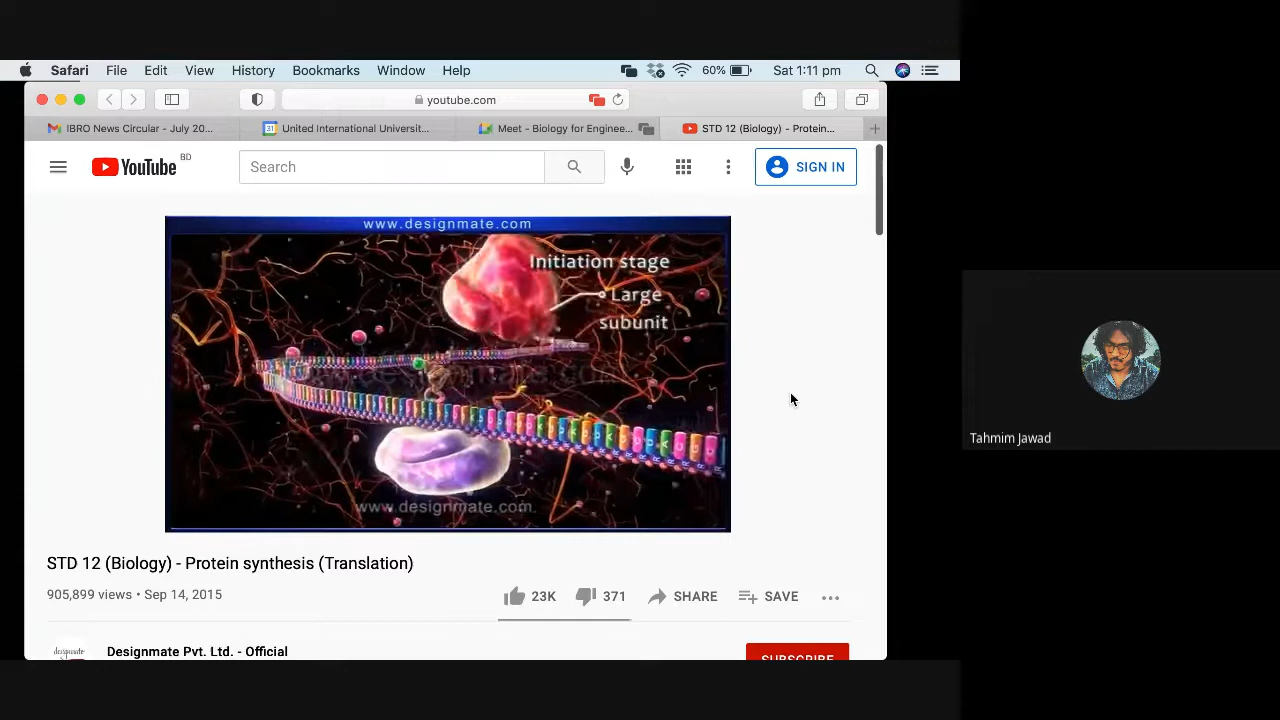 Safari File Edit View History Bookmarks Window Help 60% Sat 1:11 pm
youtube.com
IBRO News Circular - July 20... United International Universit... Meet - Biology for Enginee... STD 12 (Biology) - Protein...
YouTube BD Search SIGN IN
www.designmate.com
Initiation stage
Large
subunit
www.designmate.com
STD 12 (Biology) - Protein synthesis (Translation)
905,899 views • Sep 14, 2015 23K 371 SHARE SAVE
Designmate Pvt. Ltd. - Official
SUBSCRIBE
Tahmim Jawad